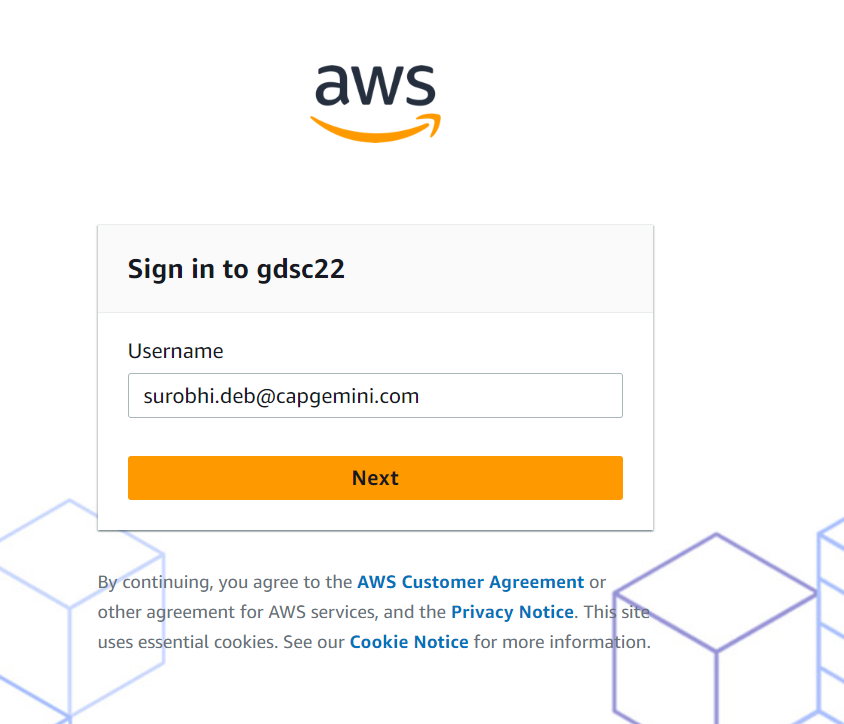 aws
Sign in to gdsc22
Username
surobhi.deb@capgemini.com
Next
By continuing, you agree to the AWS Customer Agreement or
other agreement for AWS services, and the Privacy Notice. This site
uses essential cookies. See our Cookie Notice for more information.